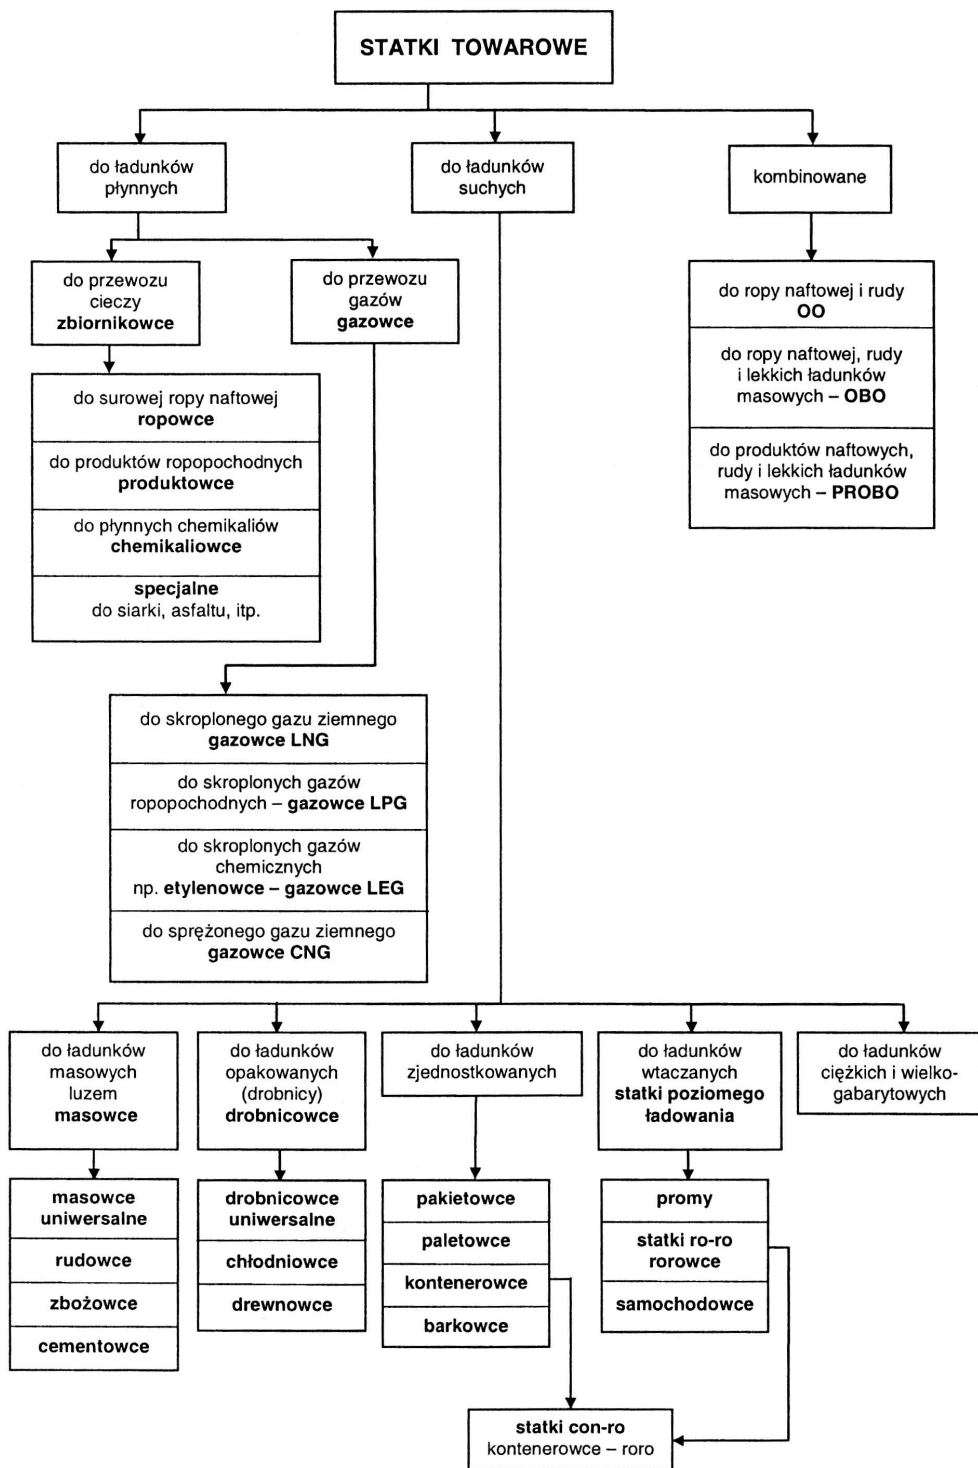 STATKI TOWAROWE
do ładunków
płynnych
do ładunków
suchych
kombinowane
do przewozu
cieczy
zbiornikowce
do przewozu
gazów
gazowce
do ropy naftowej i rudy
OO
do ropy naftowej, rudy
i lekkich ładunków
masowych – OBO
do produktów naftowych,
rudy i lekkich ładunków
masowych – PROBO
do surowej ropy naftowej
ropowce
do produktów ropopochodnych
produktowce
do płynnych chemikaliów
chemikaliowce
specjalne
do siarki, asfaltu, itp.
do skroplonego gazu ziemnego
gazowce LNG
do skroplonych gazów
ropopochodnych – gazowce LPG
do skroplonych gazów
chemicznych
np. etylenowce – gazowce LEG
do sprężonego gazu ziemnego
gazowce CNG
do ładunków
masowych
luzem
masowce
do ładunków
opakowanych
(drobnicy)
drobnicowce
do ładunków
zjednostkowanych
do ładunków
wtaczanych
statki poziomego
ładowania
do ładunków
ciężkich i wielko-
gabarytowych
masowce
uniwersalne
rudowce
zbożowce
cementowce
drobnicowce
uniwersalne
chłodniowce
drewnowce
pakietowce
paletowce
kontenerowce
barkowce
promy
statki ro-ro
rorowce
samochodowce
statki con-ro
kontenerowce – roro